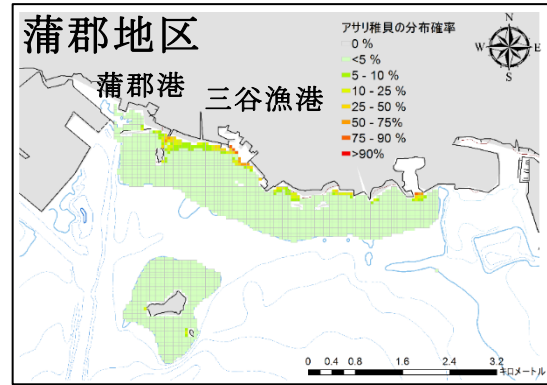 蒲郡地区
蒲郡港
三谷漁港
アサリ稚貝の分布確率
0 %
<5 %
5 - 10 %
10 - 25 %
25 - 50 %
50 - 75%
75 - 90 %
>90%
N
W E
S
0 0.4 0.8 1.6 2.4 3.2
キロメートル